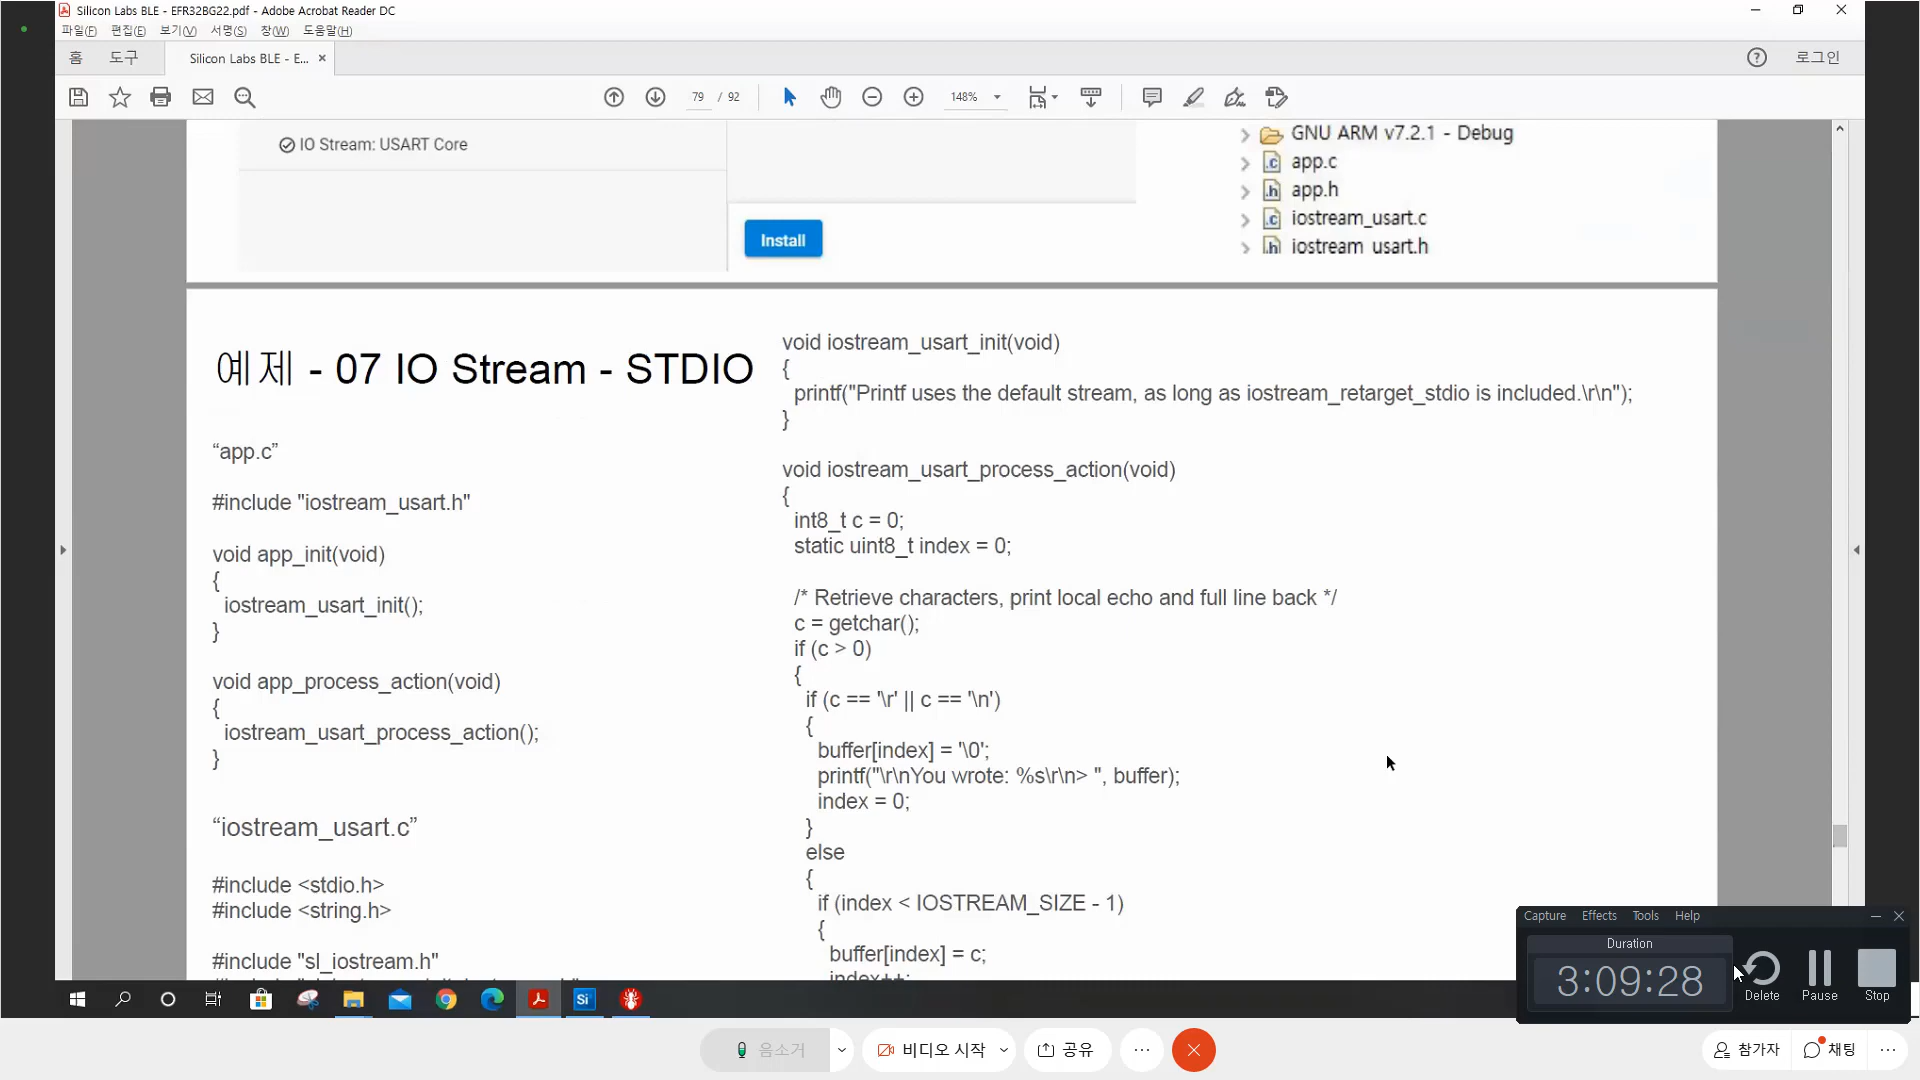 Silicon Labs BLE - EFR32BG22.pdf - Adobe Acrobat Reader DC
파일(F) 편집(E) 보기(V) 서명(S) 창(W) 도움말(H)
홈 도구 Silicon Labs BLE - E... × 로그인
79 / 92 148%
IO Stream: USART Core
Install
GNU ARM v7.2.1 - Debug
app.c
app.h
iostream_usart.c
iostream_usart.h
예제 - 07 IO Stream - STDIO
“app.c”
#include "iostream_usart.h"
void app_init(void)
{
iostream_usart_init();
}
void app_process_action(void)
{
iostream_usart_process_action();
}
“iostream_usart.c”
#include <stdio.h>
#include <string.h>
#include "sl_iostream.h"
void iostream_usart_init(void)
{
printf("Printf uses the default stream, as long as iostream_retarget_stdio is included.\r\n");
}
void iostream_usart_process_action(void)
{
int8_t c = 0;
static uint8_t index = 0;
/* Retrieve characters, print local echo and full line back */
c = getchar();
if (c > 0)
{
if (c == '\r' || c == '\n')
{
buffer[index] = '\0';
printf("\r\nYou wrote: %s\r\n> ", buffer);
index = 0;
}
else
{
if (index < IOSTREAM_SIZE - 1)
{
buffer[index] = c;
index++;
Capture Effects Tools Help
Duration
3:09:28
Delete Pause Stop
Si
음소거 비디오 시작 공유 참가자 채팅